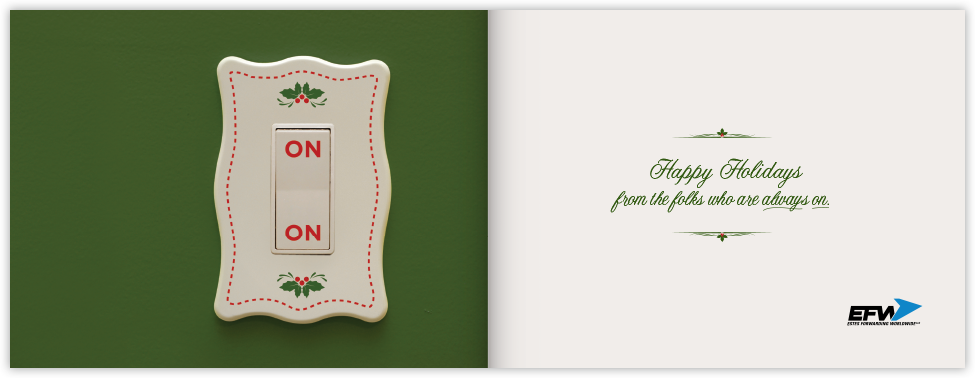 ON
ON
Happy Holidays
from the folks who are always on.
EFW
ESTES FORWARDING WORLDWIDE